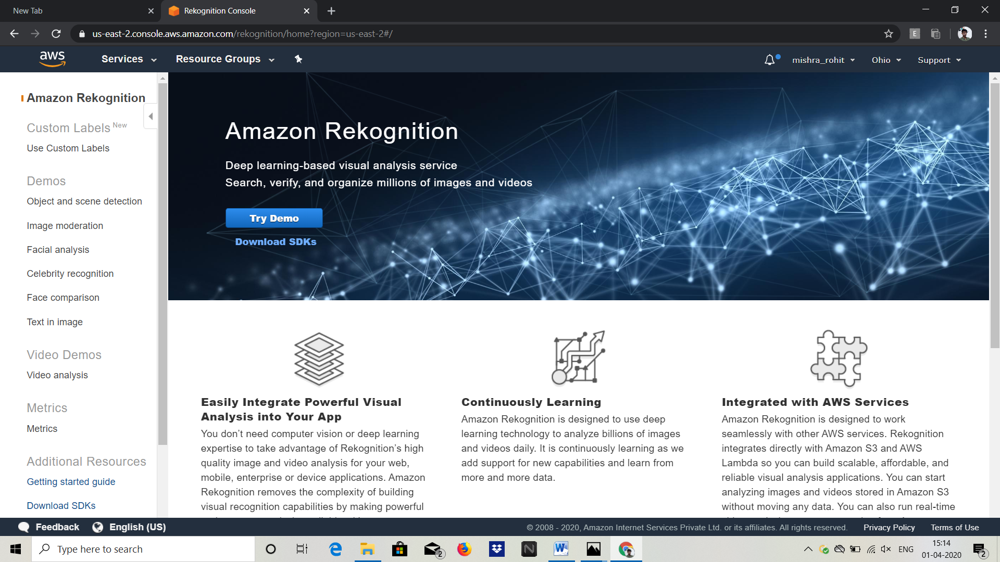 New Tab
Rekognition Console
us-east-2.console.aws.amazon.com/rekognition/home?region=us-east-2#/
E
aws
Services
Resource Groups
mishra_rohit
Ohio
Support
Amazon Rekognition
Custom Labels New
Use Custom Labels
Demos
Object and scene detection
Image moderation
Facial analysis
Celebrity recognition
Face comparison
Text in image
Video Demos
Video analysis
Metrics
Metrics
Additional Resources
Getting started guide
Download SDKs
Amazon Rekognition
Deep learning-based visual analysis service
Search, verify, and organize millions of images and videos
Try Demo
Download SDKs
Easily Integrate Powerful Visual
Analysis into Your App
You don’t need computer vision or deep learning
expertise to take advantage of Rekognition’s high
quality image and video analysis for your web,
mobile, enterprise or device applications. Amazon
Rekognition removes the complexity of building
visual recognition capabilities by making powerful
Continuously Learning
Amazon Rekognition is designed to use deep
learning technology to analyze billions of images
and videos daily. It is continuously learning as we
add support for new capabilities and learn from
more and more data.
Integrated with AWS Services
Amazon Rekognition is designed to work
seamlessly with other AWS services. Rekognition
integrates directly with Amazon S3 and AWS
Lambda so you can build scalable, affordable, and
reliable visual analysis applications. You can start
analyzing images and videos stored in Amazon S3
without moving any data. You can also run real-time
Feedback
English (US)
© 2008 - 2020, Amazon Internet Services Private Ltd. or its affiliates. All rights reserved.
Privacy Policy
Terms of Use
Type here to search
2
N
W
ENG
15:14
01-04-2020
2